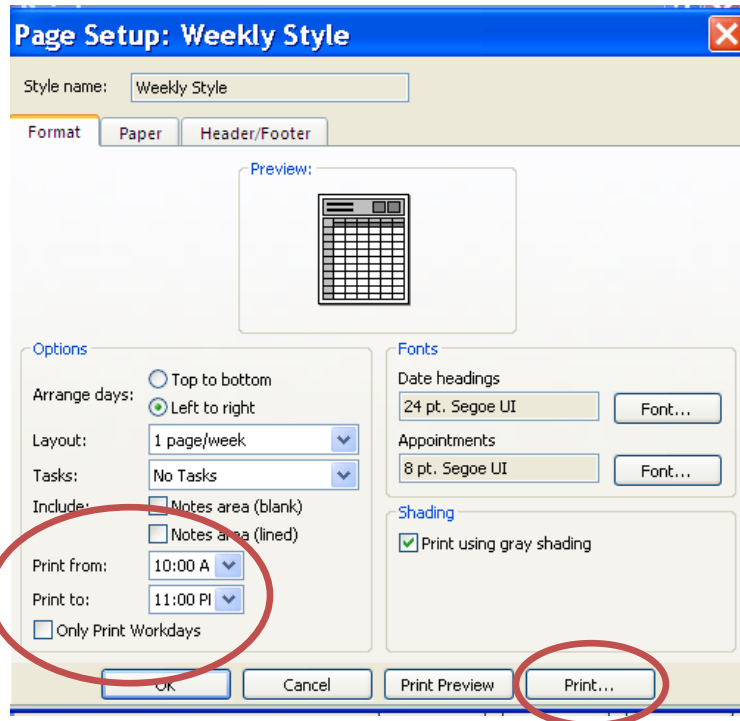 Page Setup: Weekly Style
Style name: Weekly Style
Format Paper Header/Footer
Preview:
Options
Arrange days:
Top to bottom
Left to right
Layout: 1 page/week
Tasks: No Tasks
Include: Notes area (blank)
Notes area (lined)
Print from: 10:00 A
Print to: 11:00 P
Only Print Workdays
Fonts
Date headings
24 pt. Segoe UI Font...
Appointments
8 pt. Segoe UI Font...
Shading
Print using gray shading
OK Cancel Print Preview Print...